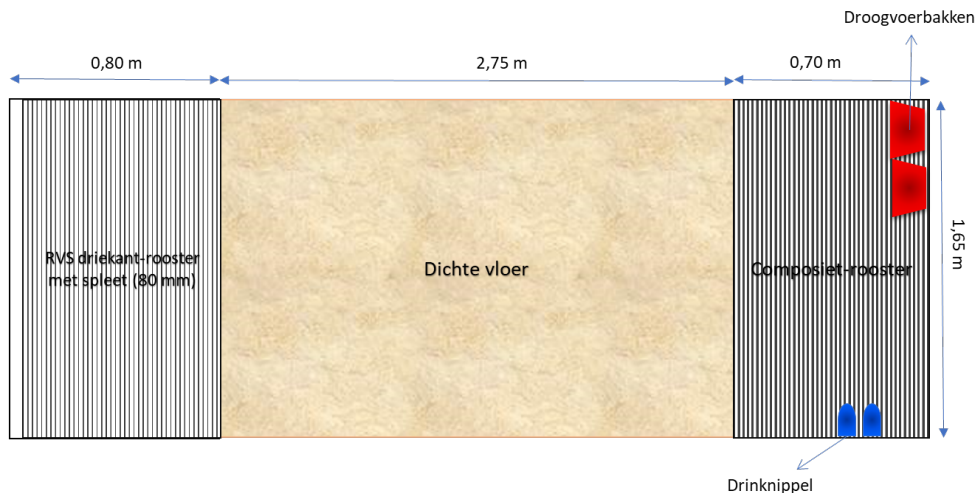 Droogvoerbakken
0,80 m
2,75 m
0,70 m
1,65 m
RVS driekant-rooster
met spleet (80 mm)
Dichte vloer
Composiet-rooster
Drinknippel